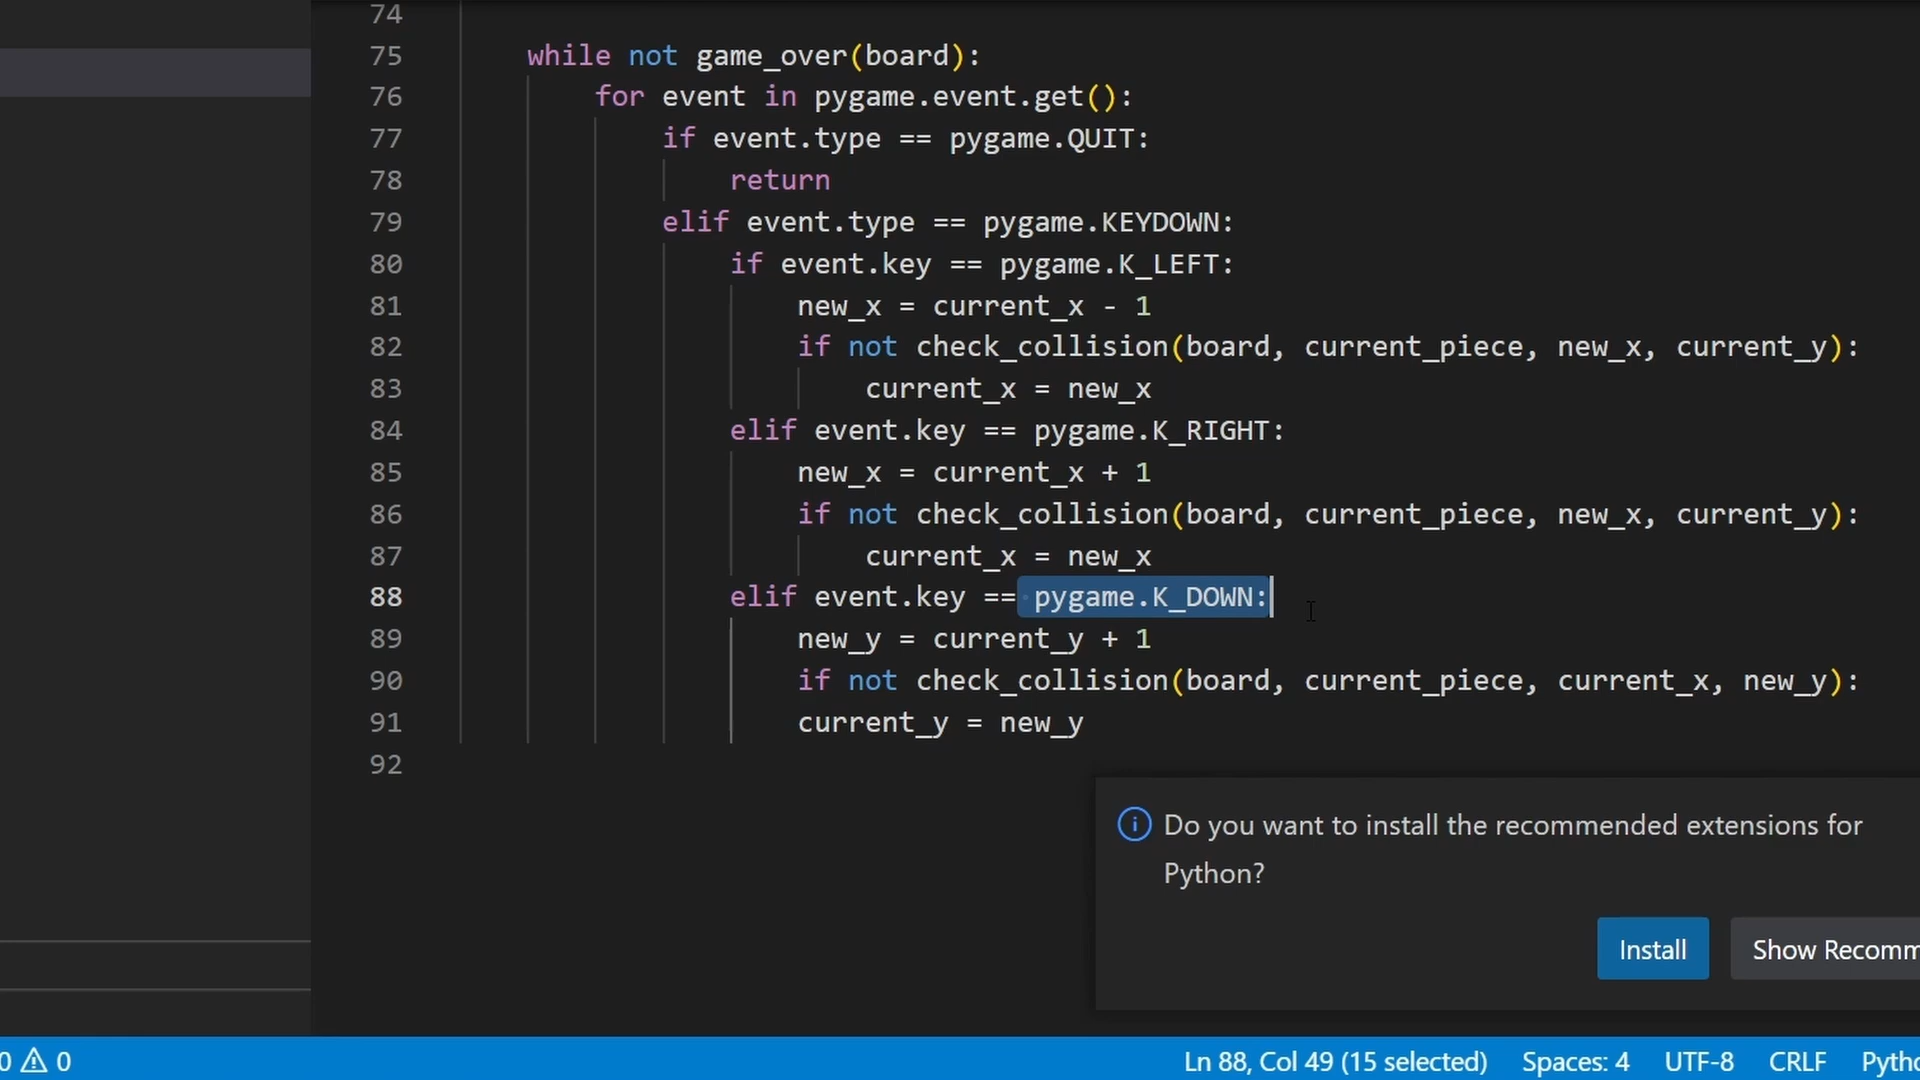 74
75 while not game_over(board):
76 for event in pygame.event.get():
77 if event.type == pygame.QUIT:
78 return
79 elif event.type == pygame.KEYDOWN:
80 if event.key == pygame.K_LEFT:
81 new_x = current_x - 1
82 if not check_collision(board, current_piece, new_x, current_y):
83 current_x = new_x
84 elif event.key == pygame.K_RIGHT:
85 new_x = current_x + 1
86 if not check_collision(board, current_piece, new_x, current_y):
87 current_x = new_x
88 elif event.key == pygame.K_DOWN:
89 new_y = current_y + 1
90 if not check_collision(board, current_piece, current_x, new_y):
91 current_y = new_y
92
Do you want to install the recommended extensions for
Python?
Install Show Recomm
0 0 Ln 88, Col 49 (15 selected) Spaces: 4 UTF-8 CRLF Pytho